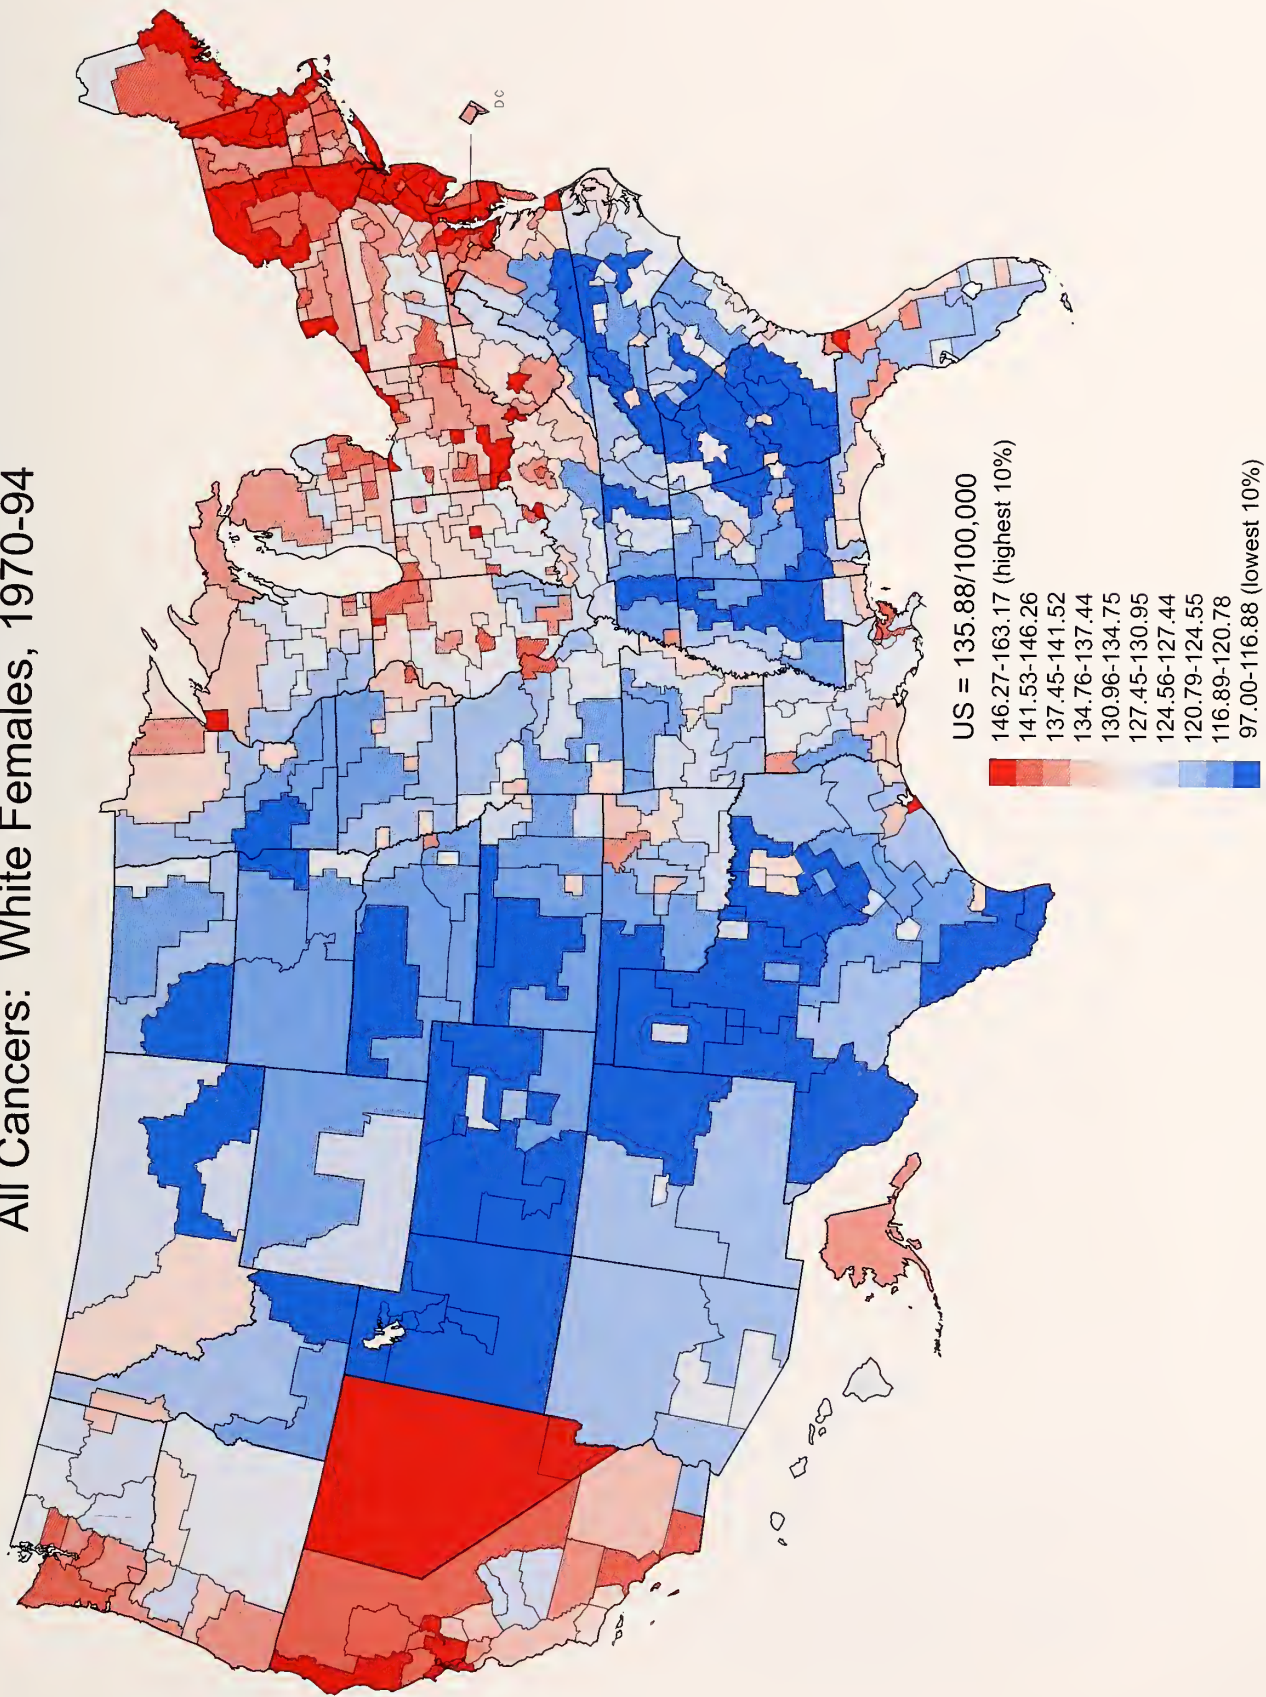 All Cancers: White Females, 1970-94
DC
US = 135.88/100,000
146.27-163.17 (highest 10%)
141.53-146.26
137.45-141.52
134.76-137.44
130.96-134.75
127.45-130.95
124.56-127.44
120.79-124.55
116.89-120.78
97.00-116.88 (lowest 10%)